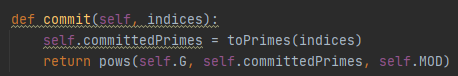 def commit(self, indices):
    self.committedPrimes = toPrimes(indices)
    return pows(self.G, self.committedPrimes, self.MOD)